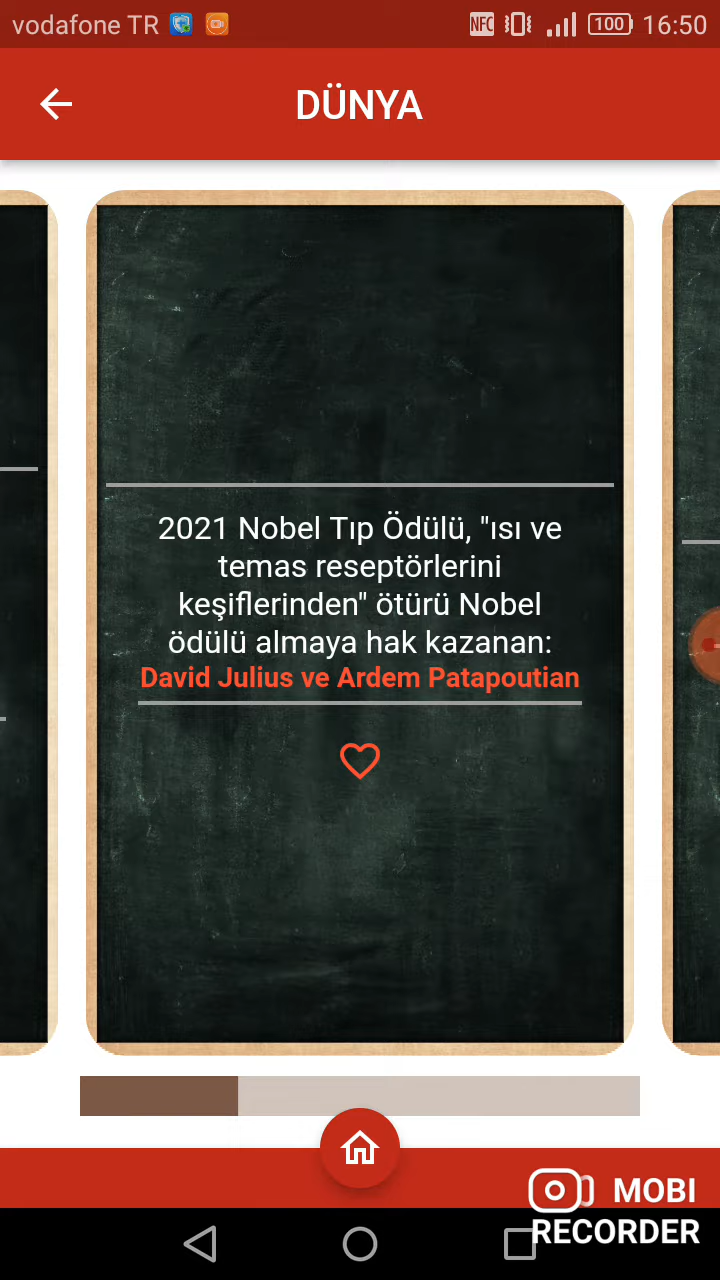 vodafone TR
NFC
100
16:50
DÜNYA
2021 Nobel Tıp Ödülü, "ısı ve
temas reseptörlerini
keşiflerinden" ötürü Nobel
ödülü almaya hak kazanan:
David Julius ve Ardem Patapoutian
MOBI
RECORDER